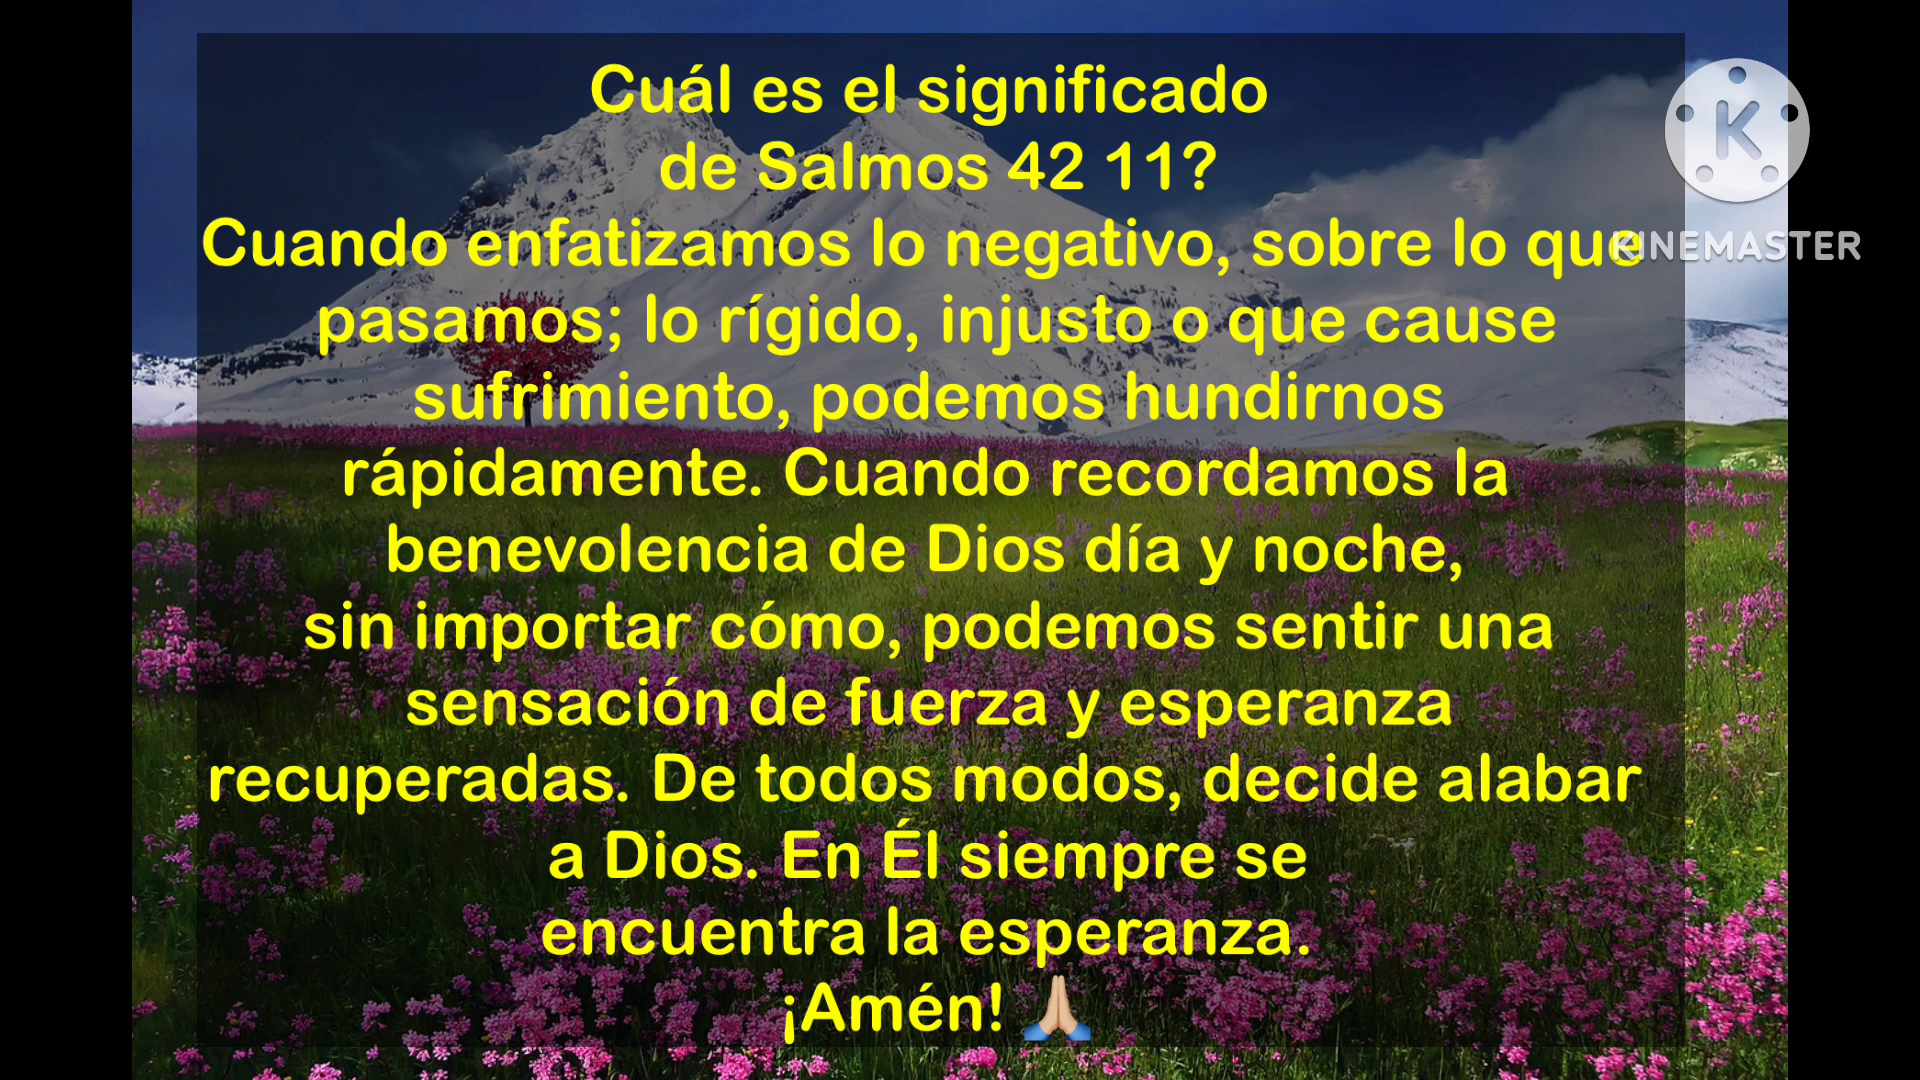 Cuál es el significado
de Salmos 42 11?
Cuando enfatizamos lo negativo, sobre lo que
pasamos; lo rígido, injusto o que cause
sufrimiento, podemos hundirnos
rápidamente. Cuando recordamos la
benevolencia de Dios día y noche,
sin importar cómo, podemos sentir una
sensación de fuerza y esperanza
recuperadas. De todos modos, decide alabar
a Dios. En Él siempre se
encuentra la esperanza.
¡Amén! 🙏🏼
K
KINEMASTER